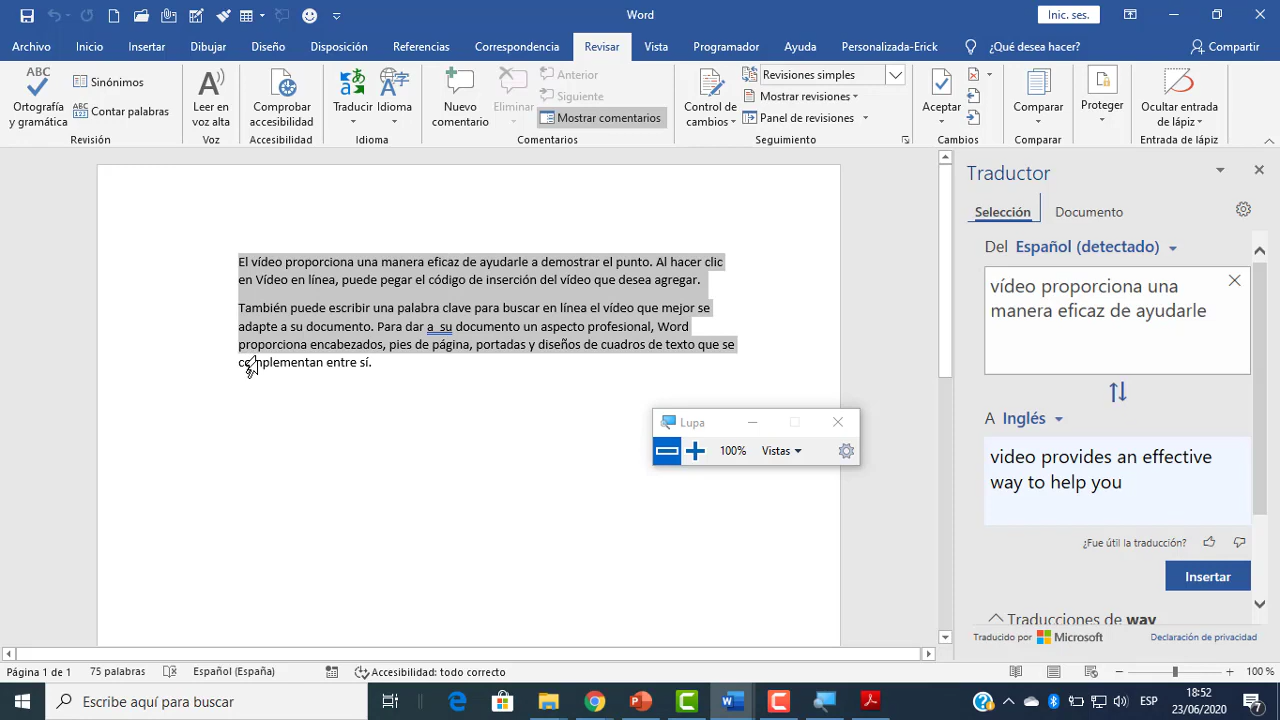 Word
Inic. ses.
Archivo Inicio Insertar Dibujar Diseño Disposición Referencias Correspondencia Revisar Vista Programador Ayuda Personalizada-Erick ¿Qué desea hacer? Compartir
ABC
Ortografía y gramática
Sinónimos
ABC 123 Contar palabras
Revisión
Leer en voz alta
Voz
Comprobar accesibilidad
Accesibilidad
Traducir
Idioma
Idioma
Nuevo comentario
Eliminar
Anterior
Siguiente
Mostrar comentarios
Comentarios
Control de cambios
Revisiones simples
Mostrar revisiones
Panel de revisiones
Seguimiento
Aceptar
Cambios
Comparar
Comparar
Proteger
Ocultar entrada de lápiz
Entrada de lápiz
El vídeo proporciona una manera eficaz de ayudarle a demostrar el punto. Al hacer clic
en Vídeo en línea, puede pegar el código de inserción del vídeo que desea agregar.
También puede escribir una palabra clave para buscar en línea el vídeo que mejor se
adapte a su documento. Para dar a su documento un aspecto profesional, Word
proporciona encabezados, pies de página, portadas y diseños de cuadros de texto que se
complementan entre sí.
Lupa
100% Vistas
Traductor
Selección Documento
Del Español (detectado)
vídeo proporciona una
manera eficaz de ayudarle
A Inglés
video provides an effective
way to help you
¿Fue útil la traducción?
Insertar
Traducciones de way
Traducido por Microsoft Declaración de privacidad
Página 1 de 1 75 palabras Español (España) Accesibilidad: todo correcto 100 %
Escribe aquí para buscar
ESP
18:52
23/06/2020
7